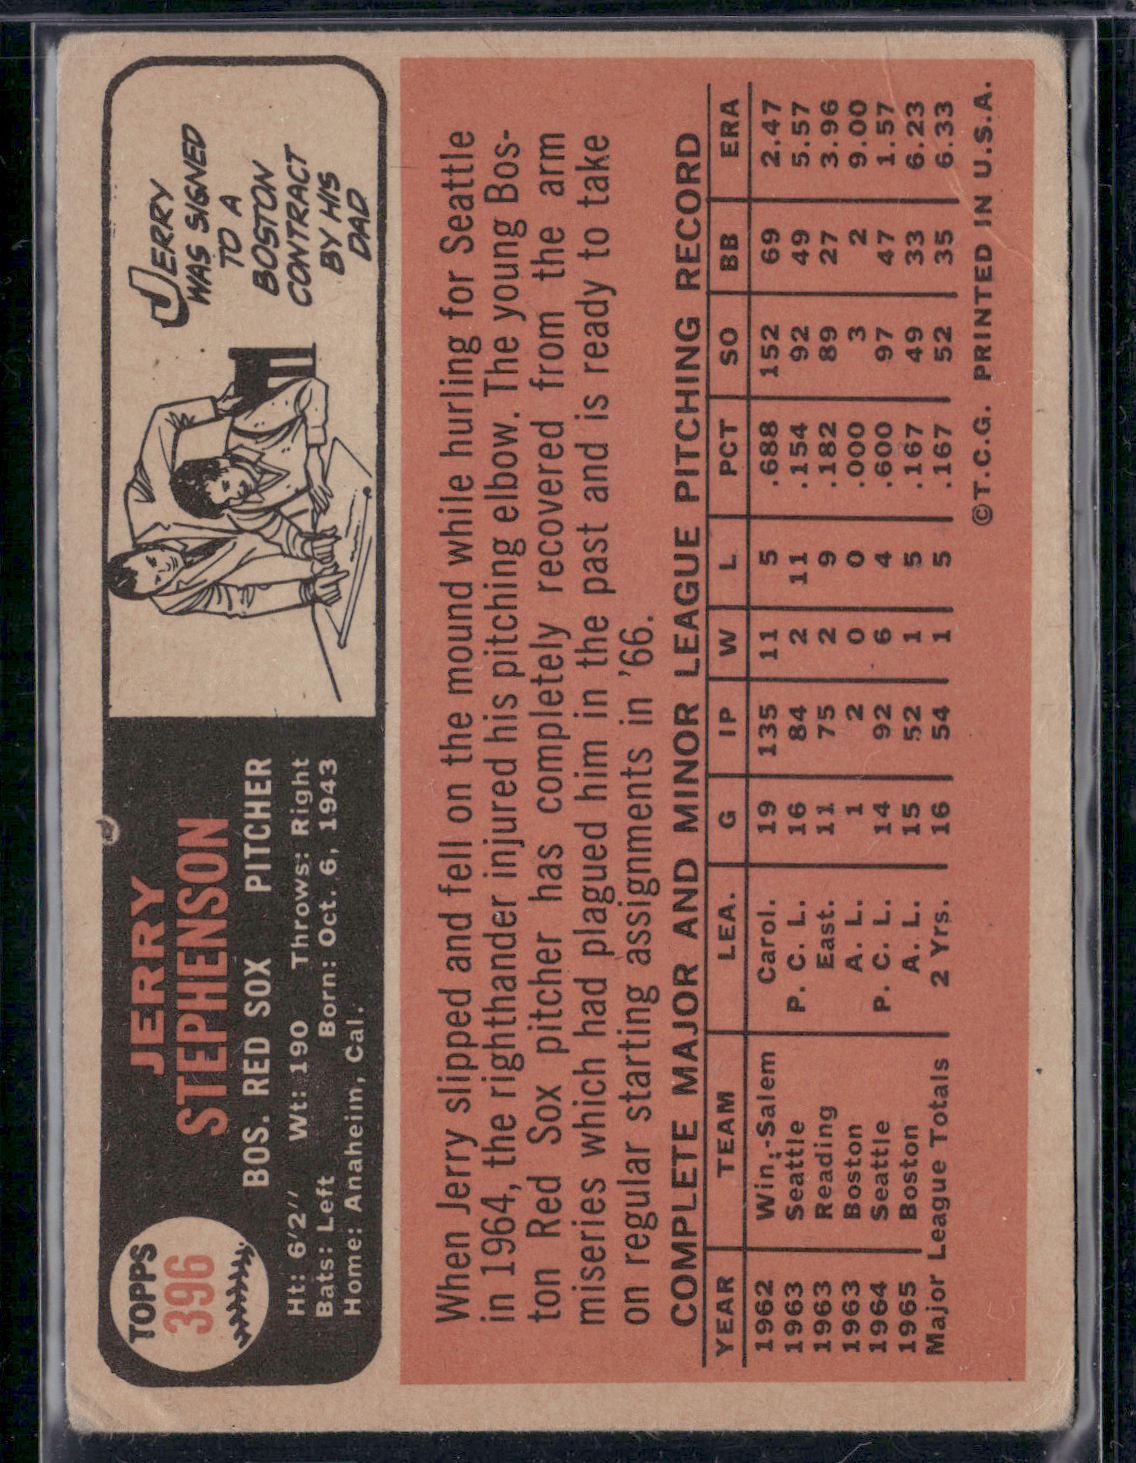 TOPPS
396
JERRY
STEPHENSON
BOS. RED SOX PITCHER
Ht: 6'2" Wt: 190 Throws: Right
Bats: Left Born: Oct. 6, 1943
Home: Anaheim, Cal.
JERRY
WAS SIGNED
TO A
BOSTON
CONTRACT
BY HIS
DAD
When Jerry slipped and fell on the mound while hurling for Seattle
in 1964, the righthander injured his pitching elbow. The young Bos-
ton Red Sox pitcher has completely recovered from the arm
miseries which had plagued him in the past and is ready to take
on regular starting assignments in '66.
COMPLETE MAJOR AND MINOR LEAGUE PITCHING RECORD
YEAR TEAM LEA. G IP W L PCT SO BB ERA
1962 Win.-Salem Carol. 19 135 11 5 .688 152 69 2.47
1963 Seattle P. C. L. 16 84 2 11 .154 92 49 5.57
1963 Reading East. 11 75 2 9 .182 89 27 3.96
1963 Boston A. L. 1 2 0 0 .000 3 2 9.00
1964 Seattle P. C. L. 14 92 6 4 .600 97 47 1.57
1965 Boston A. L. 15 52 1 5 .167 49 33 6.23
Major League Totals 2 Yrs. 16 54 1 5 .167 52 35 6.33
©T.C.G. PRINTED IN U.S.A.